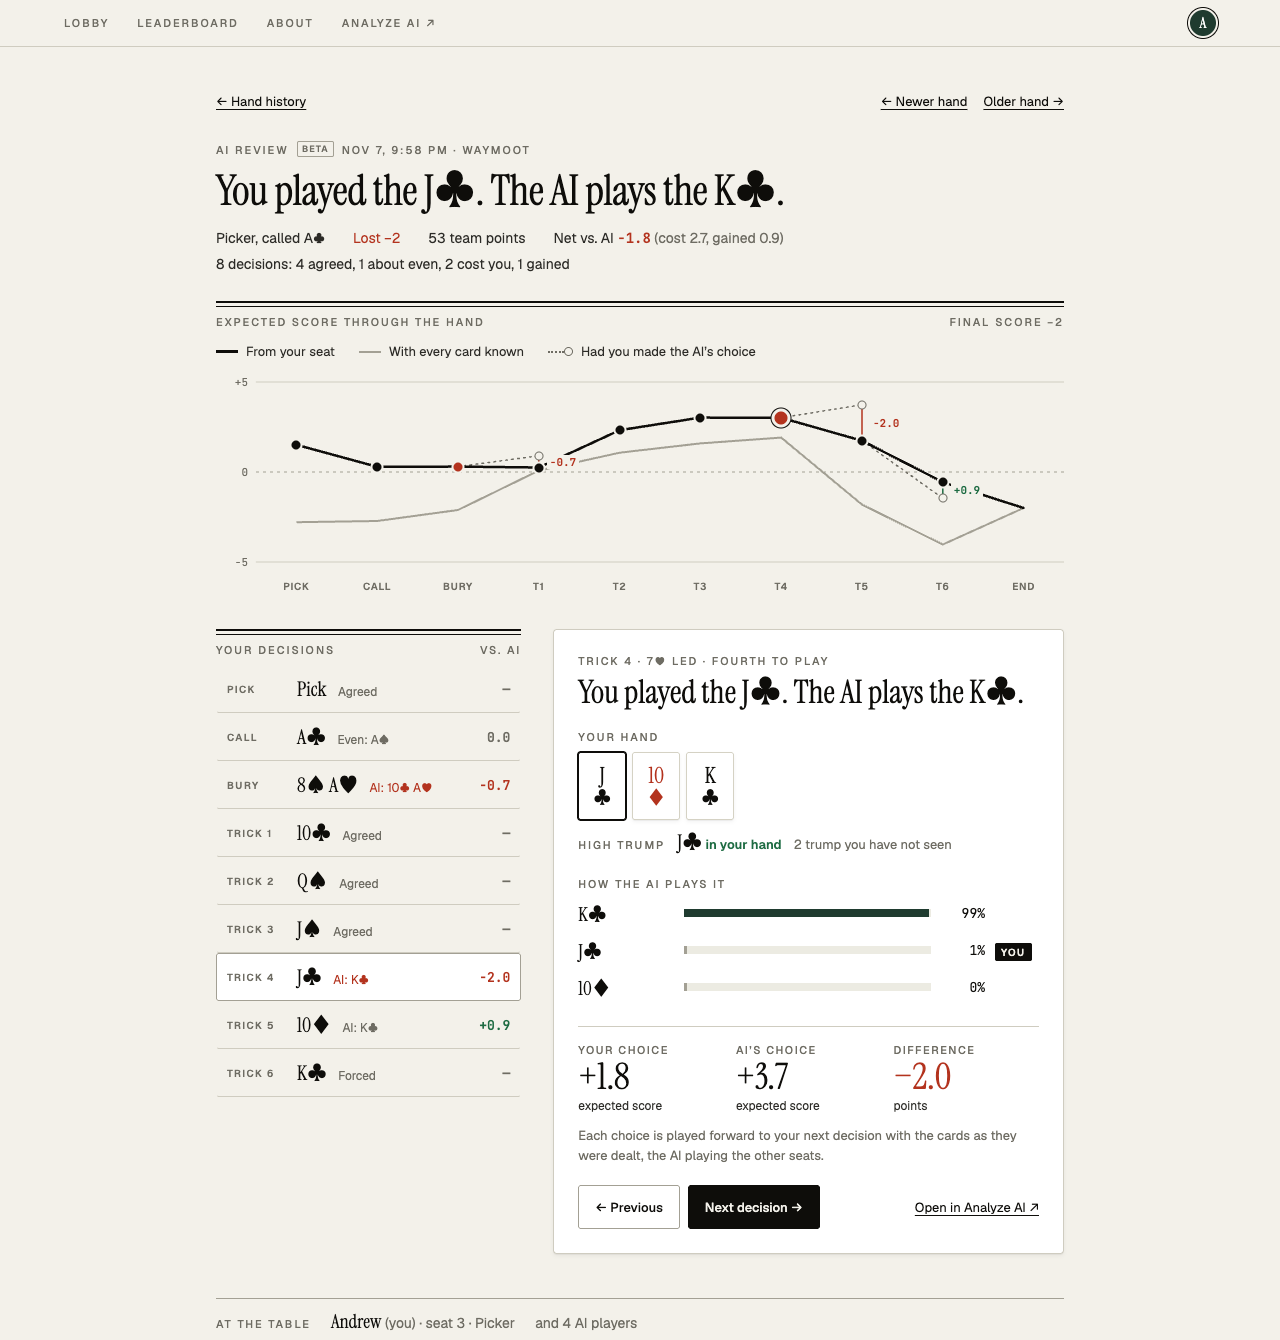 LOBBY LEADERBOARD ABOUT ANALYZE AI ↗ A
← Hand history ← Newer hand Older hand →
AI REVIEW BETA NOV 7, 9:58 PM · WAYMOOT
You played the J♣. The AI plays the K♣.
Picker, called A♣ Lost −2 53 team points Net vs. AI -1.8 (cost 2.7, gained 0.9)
8 decisions: 4 agreed, 1 about even, 2 cost you, 1 gained
EXPECTED SCORE THROUGH THE HAND FINAL SCORE −2
From your seat With every card known Had you made the AI's choice
+5
-2.0
-0.7
0
+0.9
-5
PICK CALL BURY T1 T2 T3 T4 T5 T6 END
YOUR DECISIONS VS. AI
PICK Pick Agreed –
CALL A♣ Even: A♠ 0.0
BURY 8♠ A♥ AI: 10♣ A♥ -0.7
TRICK 1 10♣ Agreed –
TRICK 2 Q♠ Agreed –
TRICK 3 J♠ Agreed –
TRICK 4 J♣ AI: K♣ -2.0
TRICK 5 10♦ AI: K♣ +0.9
TRICK 6 K♣ Forced –
TRICK 4 · 7♥ LED · FOURTH TO PLAY
You played the J♣. The AI plays the K♣.
YOUR HAND
J♣ 10♦ K♣
HIGH TRUMP J♣ in your hand 2 trump you have not seen
HOW THE AI PLAYS IT
K♣ 99%
J♣ 1% YOU
10♦ 0%
YOUR CHOICE AI'S CHOICE DIFFERENCE
+1.8 +3.7 −2.0
expected score expected score points
Each choice is played forward to your next decision with the cards as they
were dealt, the AI playing the other seats.
← Previous Next decision → Open in Analyze AI ↗
AT THE TABLE Andrew (you) · seat 3 · Picker and 4 AI players